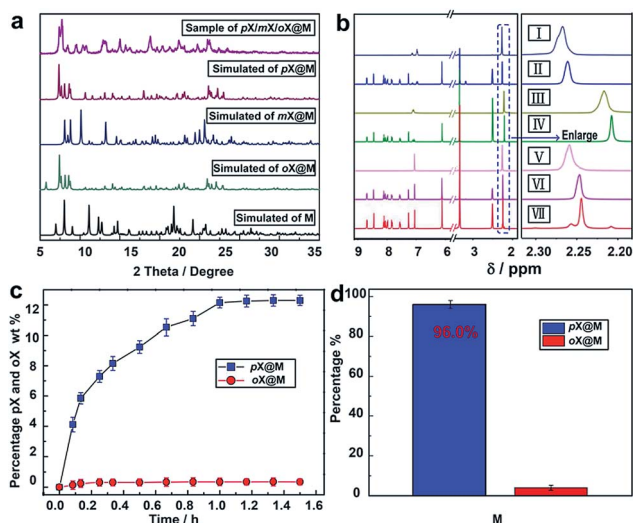 a
Sample of pX/mX/oX@M
Simulated of pX@M
Simulated of mX@M
Simulated of oX@M
Simulated of M
5 10 15 20 25 30 35
2 Theta / Degree
b
I
II
III
IV
Enlarge
V
VI
VII
9 8 7 6 3 2
2.30 2.25 2.20
δ / ppm
c
Percentage pX and oX wt %
12
10
8
6
4
2
0
pX@M
oX@M
0.0 0.2 0.4 0.6 0.8 1.0 1.2 1.4 1.6
Time / h
d
Percentage %
100
80
60
40
20
0
96.0%
pX@M
oX@M
M